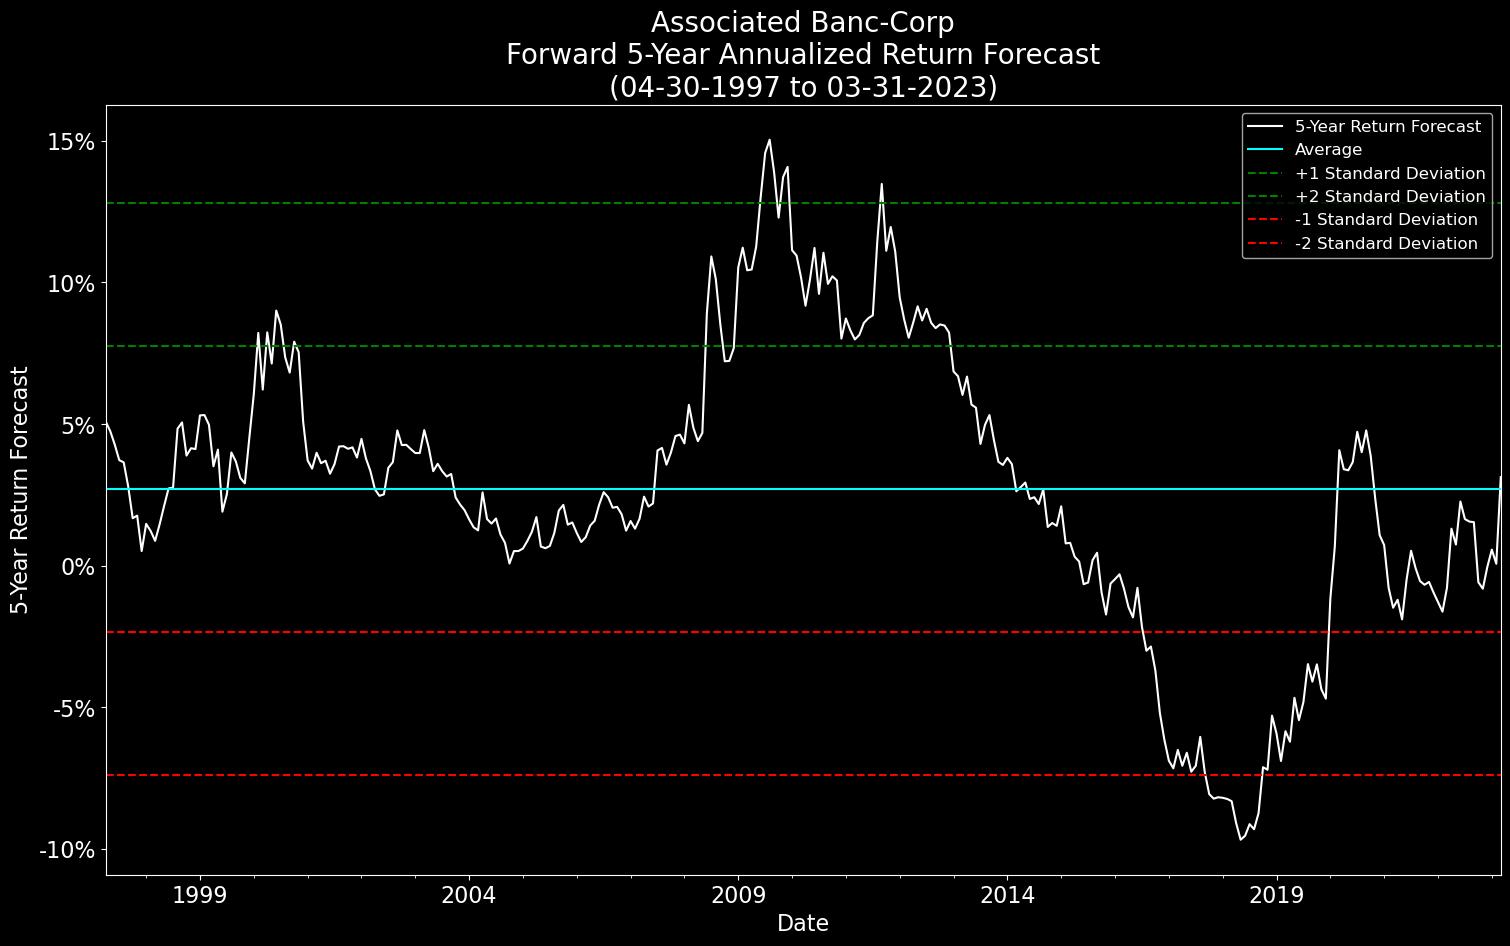 Associated Banc-Corp
Forward 5-Year Annualized Return Forecast
(04-30-1997 to 03-31-2023)
5-Year Return Forecast
Average
+1 Standard Deviation
+2 Standard Deviation
-1 Standard Deviation
-2 Standard Deviation
15%
10%
5%
0%
-5%
-10%
5-Year Return Forecast
1999
2004
2009
2014
2019
Date